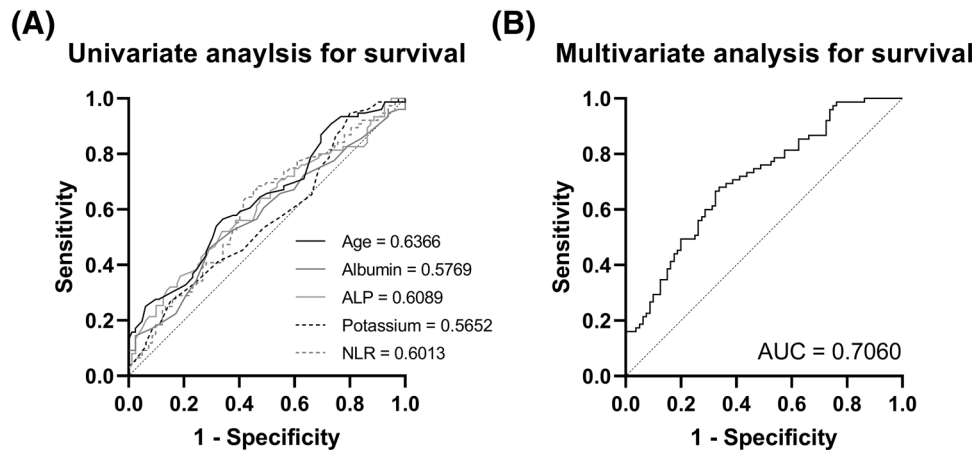 (A)
Univariate anaylsis for survival
1.0
0.8
0.6
0.4
0.2
0.0
Sensitivity
Age = 0.6366
Albumin = 0.5769
ALP = 0.6089
Potassium = 0.5652
NLR = 0.6013
0.0 0.2 0.4 0.6 0.8 1.0
1 - Specificity
(B)
Multivariate analysis for survival
1.0
0.8
0.6
0.4
0.2
0.0
Sensitivity
AUC = 0.7060
0.0 0.2 0.4 0.6 0.8 1.0
1 - Specificity